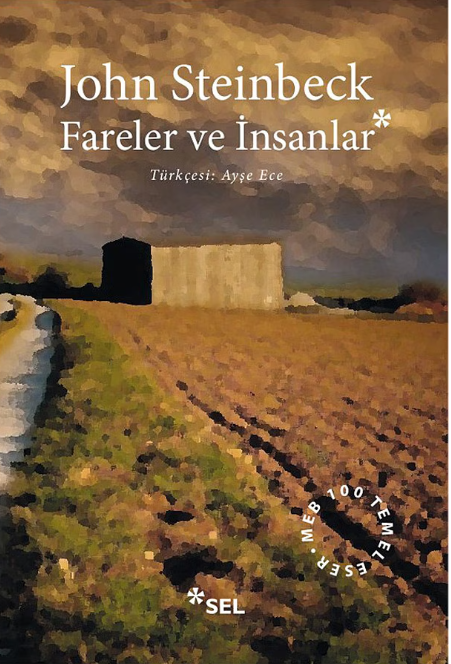 John Steinbeck
Fareler ve İnsanlar*
Türkçesi: Ayşe Ece
MEB 100 TEMEL ESER •
*SEL